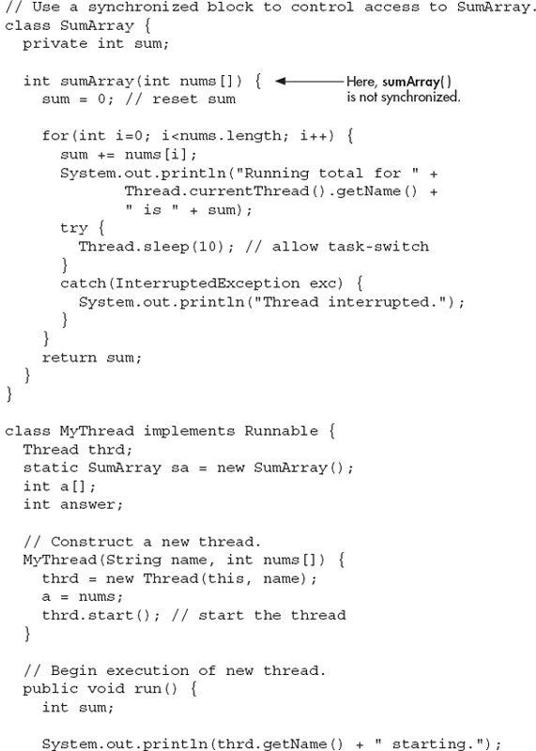 // Use a synchronized block to control access to SumArray.
class SumArray {
  private int sum;

  int sumArray(int nums[]) { Here, sumArray( )
is not synchronized.
    sum = 0; // reset sum

    for(int i=0; i<nums.length; i++) {
      sum += nums[i];
      System.out.println("Running total for " +
             Thread.currentThread().getName() +
             " is " + sum);
      try {
        Thread.sleep(10); // allow task-switch
      }
      catch(InterruptedException exc) {
        System.out.println("Thread interrupted.");
      }
    }
    return sum;
  }
}

class MyThread implements Runnable {
  Thread thrd;
  static SumArray sa = new SumArray();
  int a[];
  int answer;

  // Construct a new thread.
  MyThread(String name, int nums[]) {
    thrd = new Thread(this, name);
    a = nums;
    thrd.start(); // start the thread
  }

  // Begin execution of new thread.
  public void run() {
    int sum;

    System.out.println(thrd.getName() + " starting.");